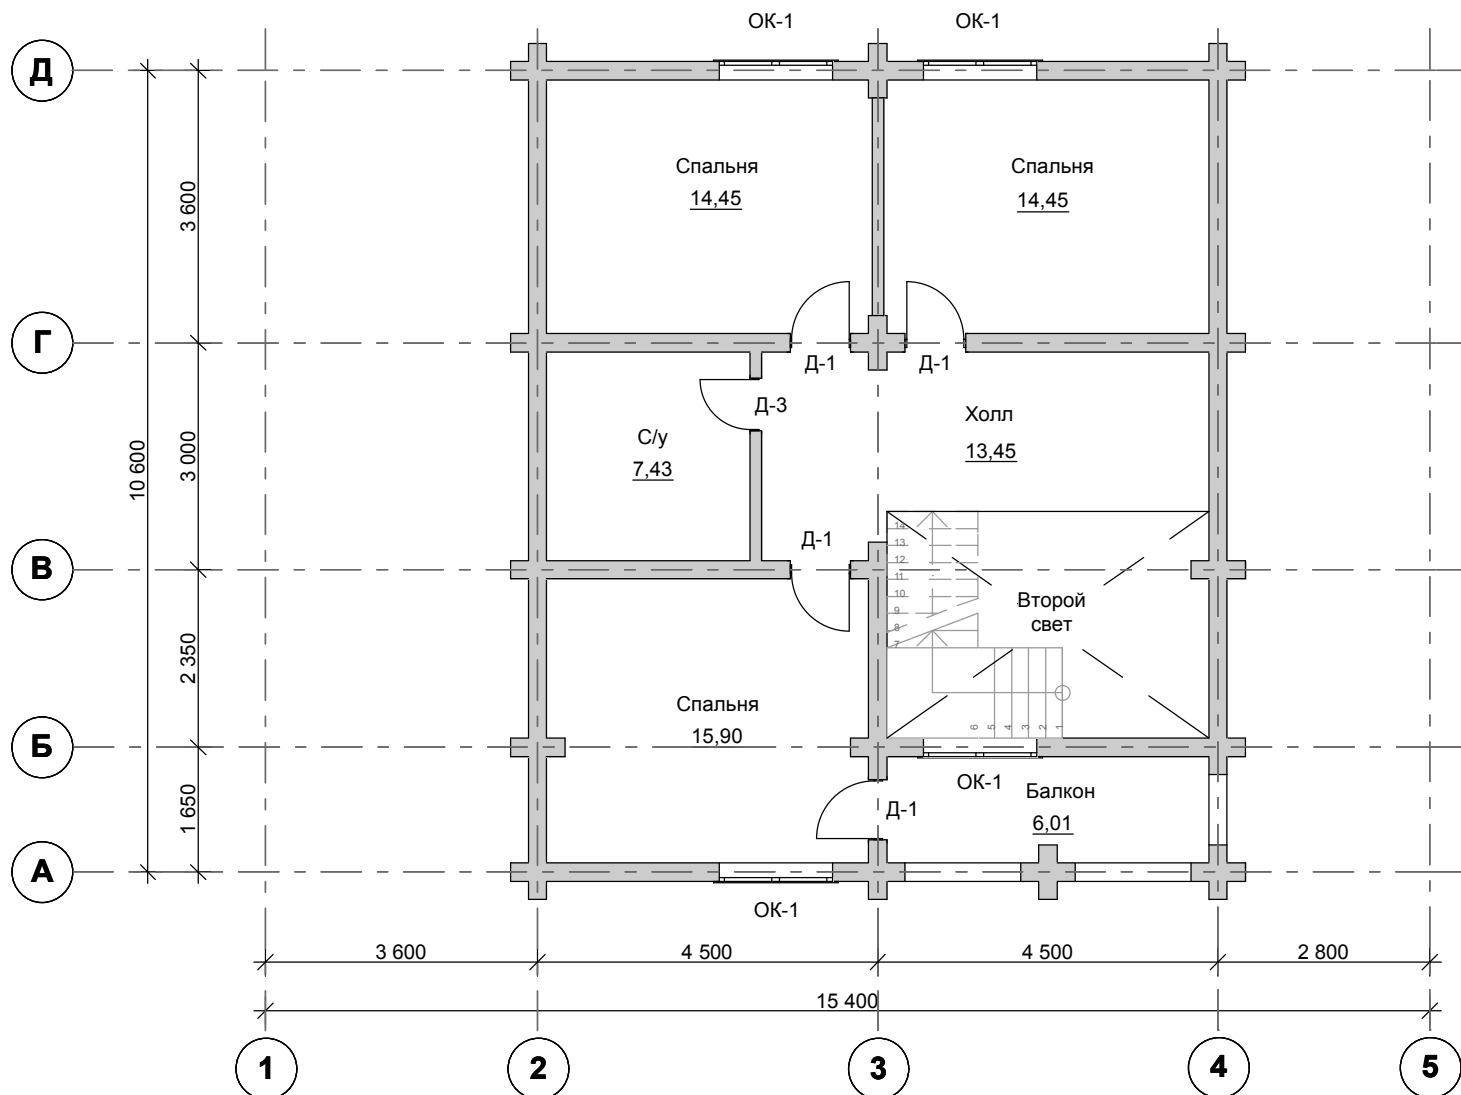 ОК-1
ОК-1
Д
Спальня
14,45
Спальня
14,45
3 600
Г
Д-1
Д-1
Д-3
Холл
13,45
С/у
7,43
10 600
3 000
Д-1
В
14
13
12
11
10
9
8
7
Второй
свет
2 350
Спальня
15,90
6
5
4
3
2
1
Б
ОК-1
Балкон
6,01
Д-1
1 650
А
ОК-1
3 600
4 500
4 500
2 800
15 400
1
2
3
4
5